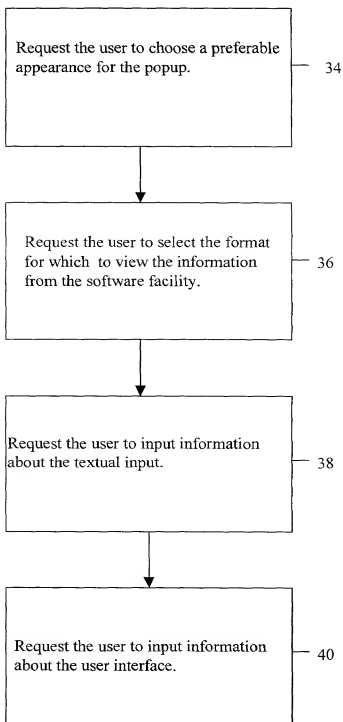 Request the user to choose a preferable
appearance for the popup.
34
Request the user to select the format
for which to view the information
from the software facility.
36
Request the user to input information
about the textual input.
38
Request the user to input information
about the user interface.
40